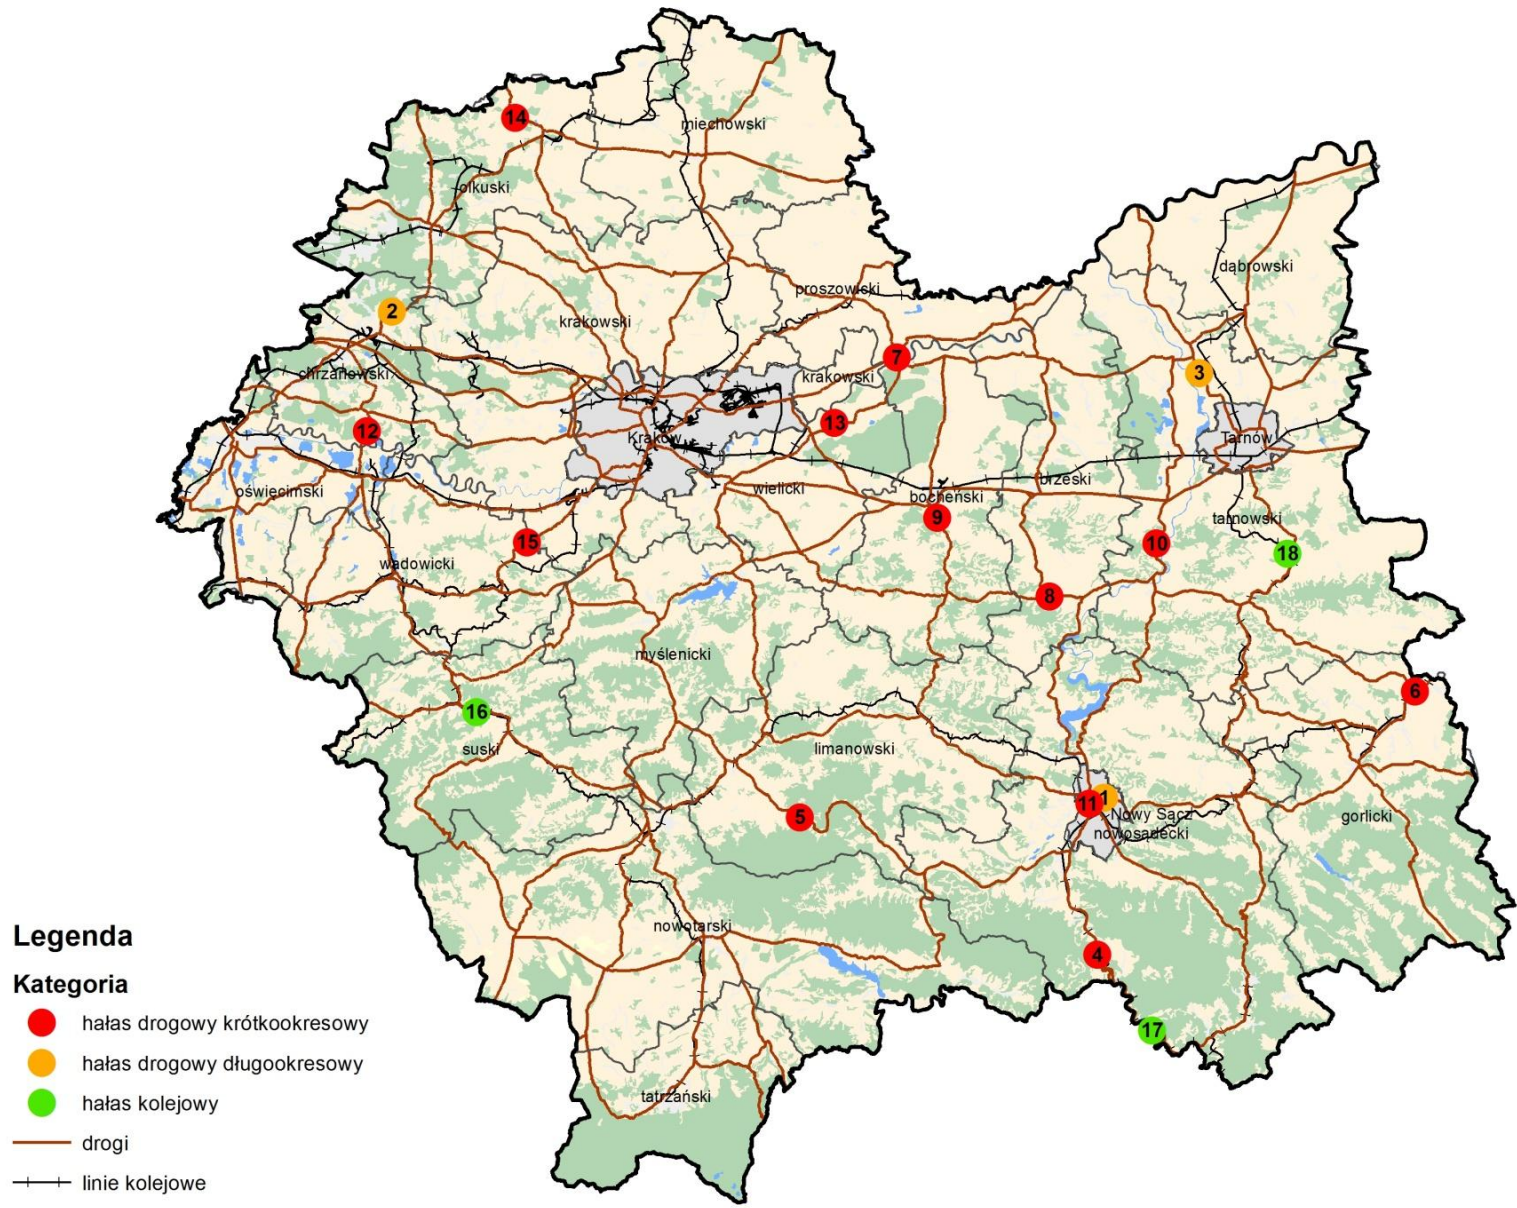 14
miechowski
olkuski
dąbrowski
proszowicki
2
krakowski
7
chrzanowski
krakowski
3
12
13
Kraków
Tarnów
oświęcimski
wielicki
bocheński
brzeski
9
tarnowski
15
10
18
wadowicki
8
myślenicki
6
16
suski
limanowski
11
1
5
Nowy Sącz
nowosądecki
gorlicki
nowotarski
4
17
tatrzański
Legenda
Kategoria
hałas drogowy krótkookresowy
hałas drogowy długookresowy
hałas kolejowy
drogi
linie kolejowe